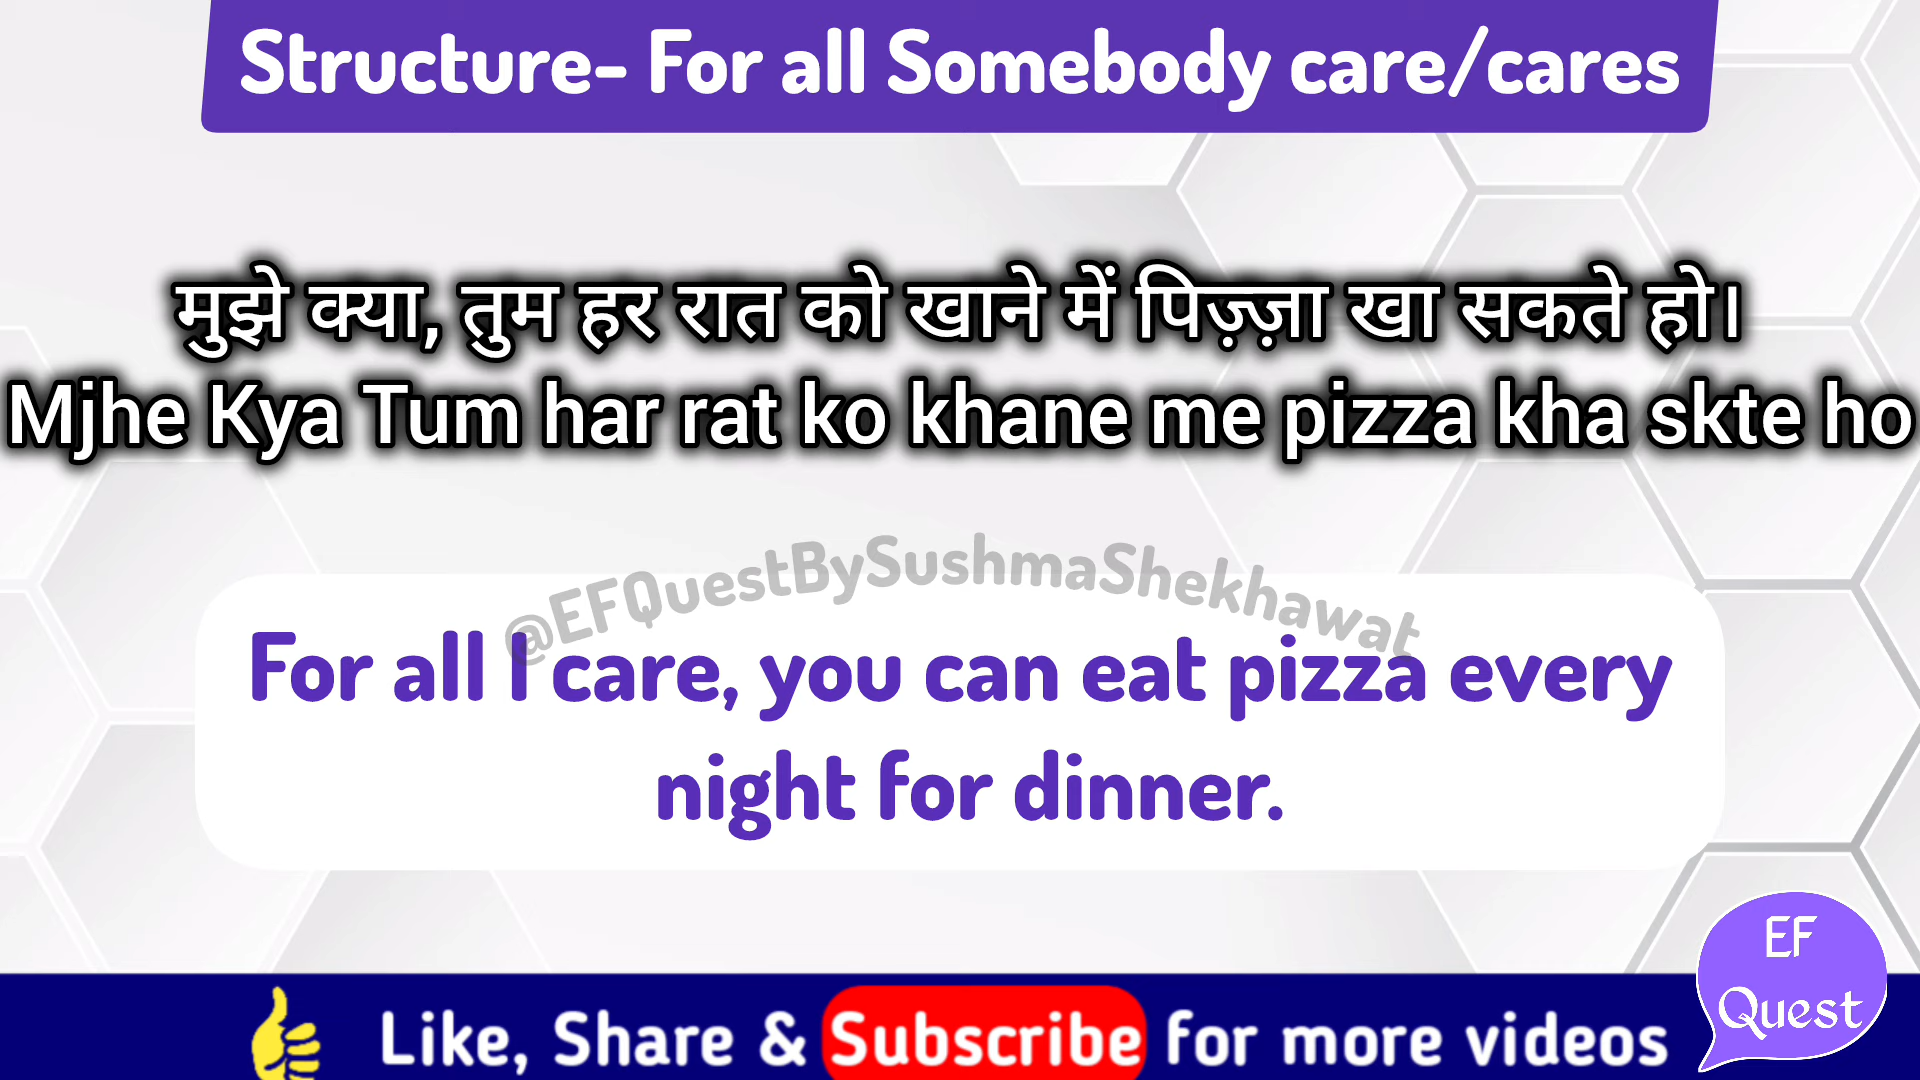 Structure- For all Somebody care/cares
मुझे क्या, तुम हर रात को खाने में पिज़्ज़ा खा सकते हो।
Mjhe Kya Tum har rat ko khane me pizza kha skte ho
@EFQuestBySushmaShekhawat
For all I care, you can eat pizza every
night for dinner.
EF
Quest
Like, Share & Subscribe for more videos